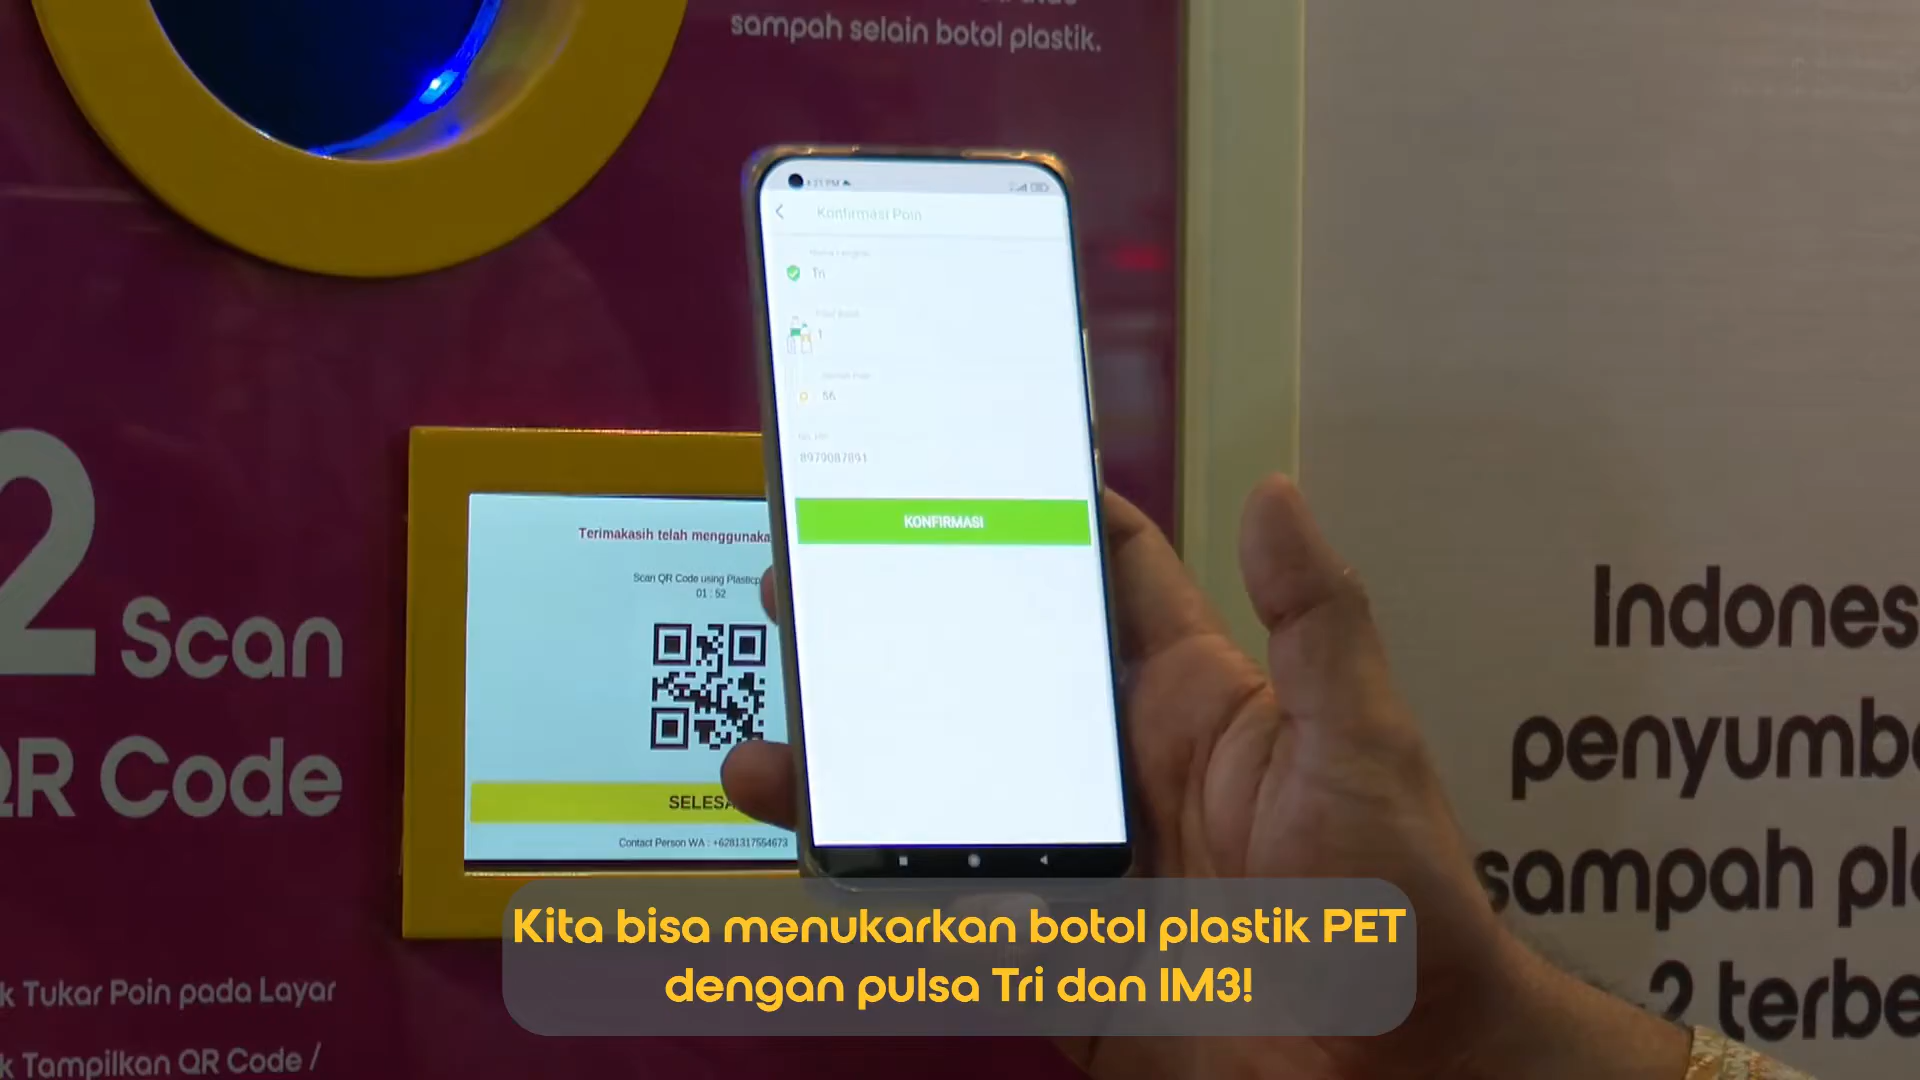 sampah selain botol plastik.
Konfirmasi Poin
Tri
1
56
8979087891
KONFIRMASI
2 Scan
QR Code
Terimakasih telah menggunaka
Scan QR Code using Plasticp
01 : 52
SELESA
Contact Person WA : +6281317554673
k Tukar Poin pada Layar
k Tampilkan QR Code /
Indones
penyumb
sampah pla
2 terbe
Kita bisa menukarkan botol plastik PET
dengan pulsa Tri dan IM3!